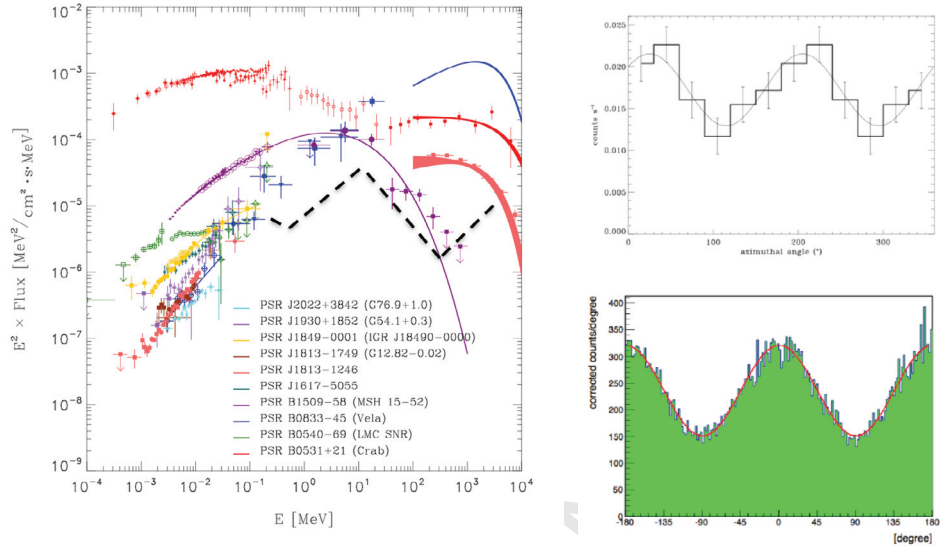 10⁻²
10⁻³
10⁻⁴
10⁻⁵
10⁻⁶
10⁻⁷
10⁻⁸
10⁻⁹
E² × Flux [MeV²/cm²·s·MeV]
PSR J2022+3842 (G76.9+1.0)
PSR J1930+1852 (G54.1+0.3)
PSR J1849-0001 (IGR J18490-0000)
PSR J1813-1749 (G12.82-0.02)
PSR J1813-1246
PSR J1617-5055
PSR B1509-58 (MSH 15-52)
PSR B0833-45 (Vela)
PSR B0540-69 (LMC SNR)
PSR B0531+21 (Crab)
10⁻⁴ 10⁻³ 10⁻² 10⁻¹ 10⁰ 10¹ 10² 10³ 10⁴
E [MeV]
0.030
0.025
0.020
0.015
0.010
0.005
0.000
counts s⁻¹
0 100 200 300
azimuthal angle (°)
400
350
300
250
200
150
100
50
0
corrected counts/degree
-180 -135 -90 -45 0 45 90 135 180
[degree]